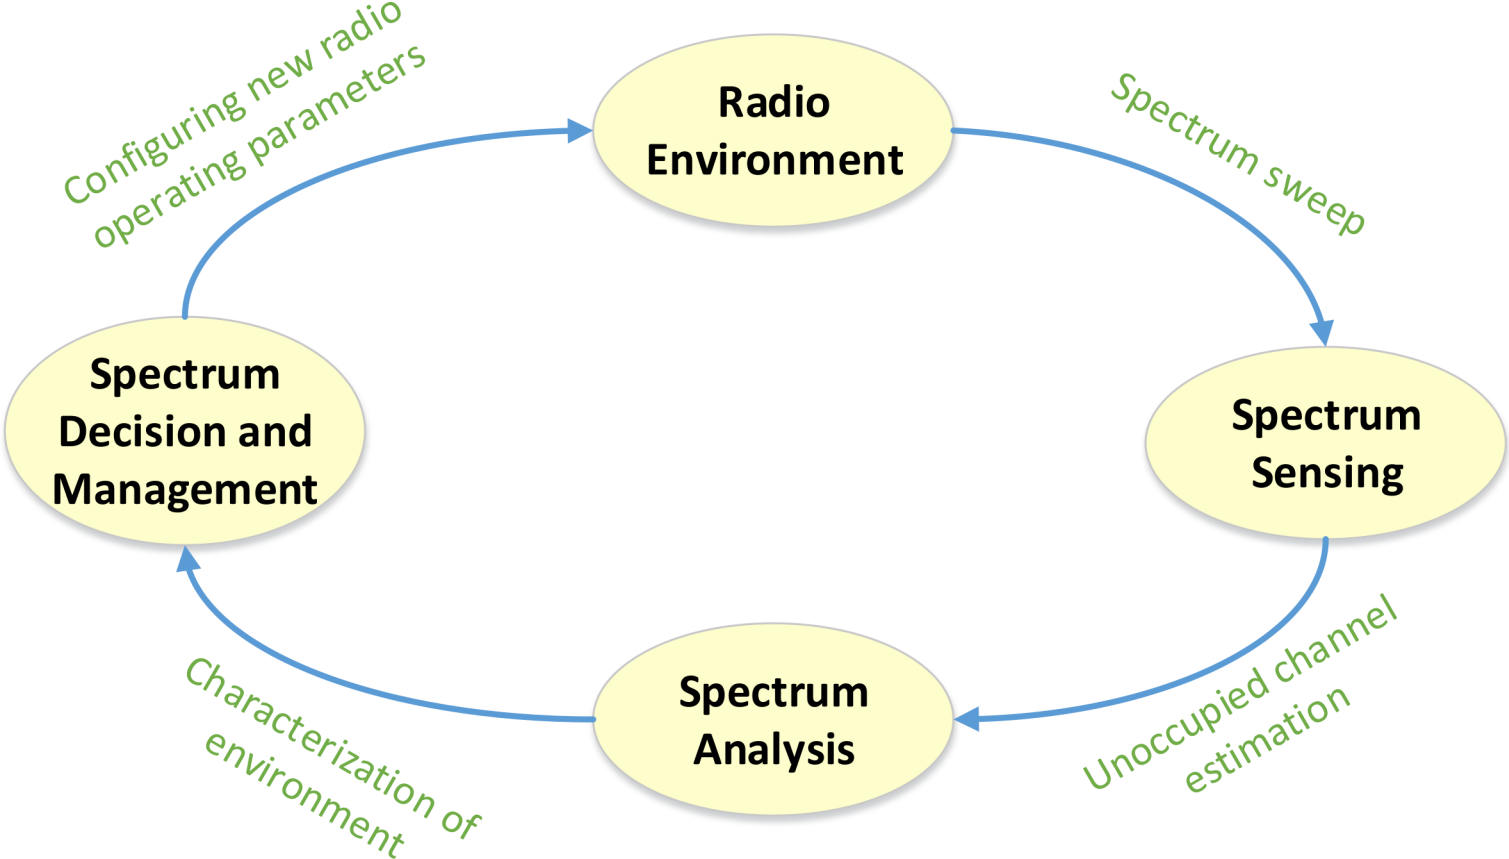 Configuring new radio
operating parameters
Radio
Environment
Spectrum sweep
Spectrum
Decision and
Management
Spectrum
Sensing
Characterization of
environment
Spectrum
Analysis
Unoccupied channel
estimation